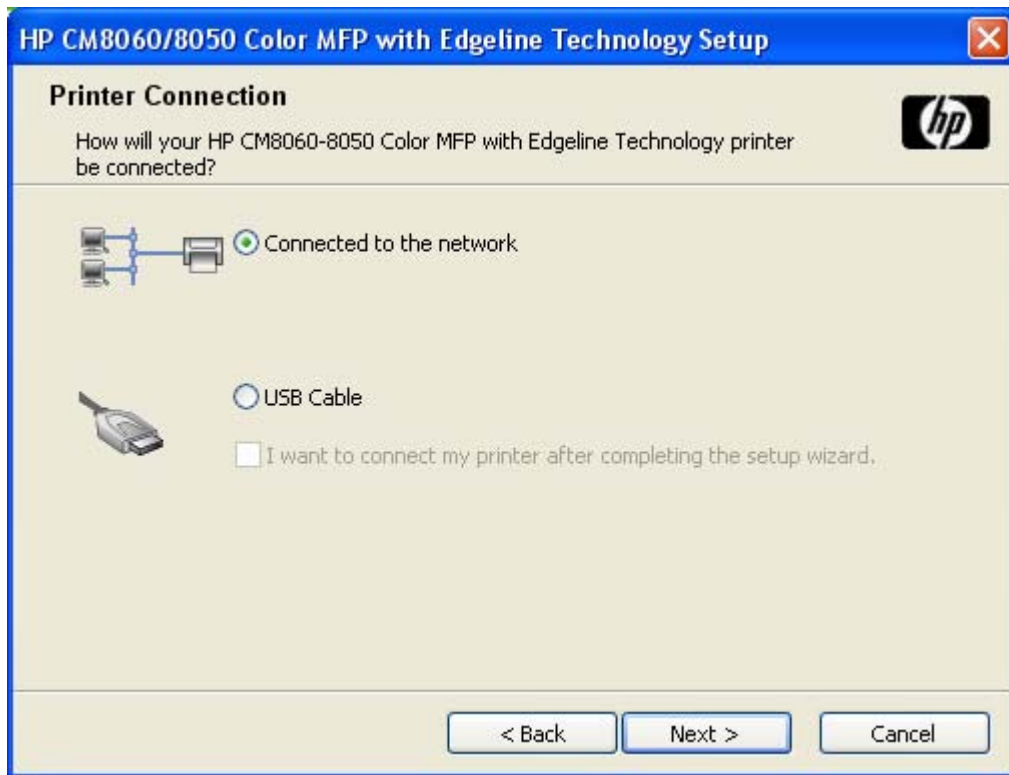 HP CM8060/8050 Color MFP with Edgeline Technology Setup
Printer Connection
How will your HP CM8060-8050 Color MFP with Edgeline Technology printer
be connected?
hp
Connected to the network
USB Cable
I want to connect my printer after completing the setup wizard.
< Back
Next >
Cancel